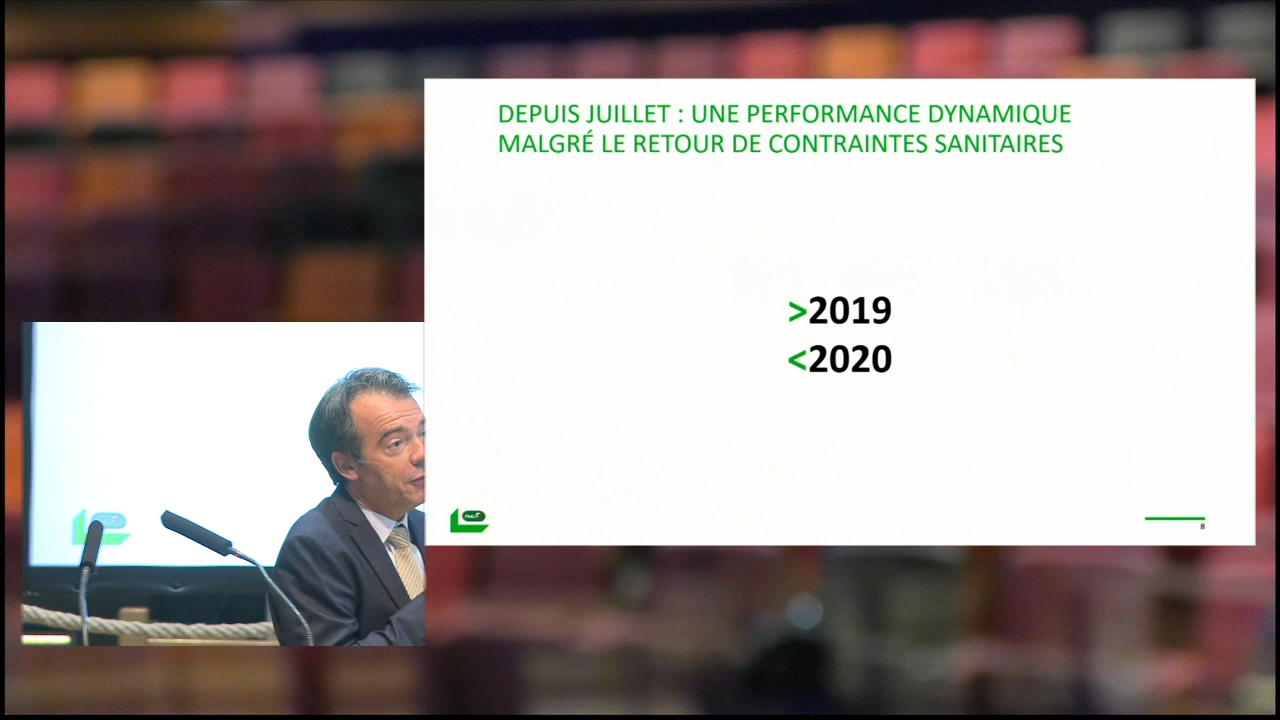 DEPUIS JUILLET : UNE PERFORMANCE DYNAMIQUE
MALGRÉ LE RETOUR DE CONTRAINTES SANITAIRES
>2019
<2020
8